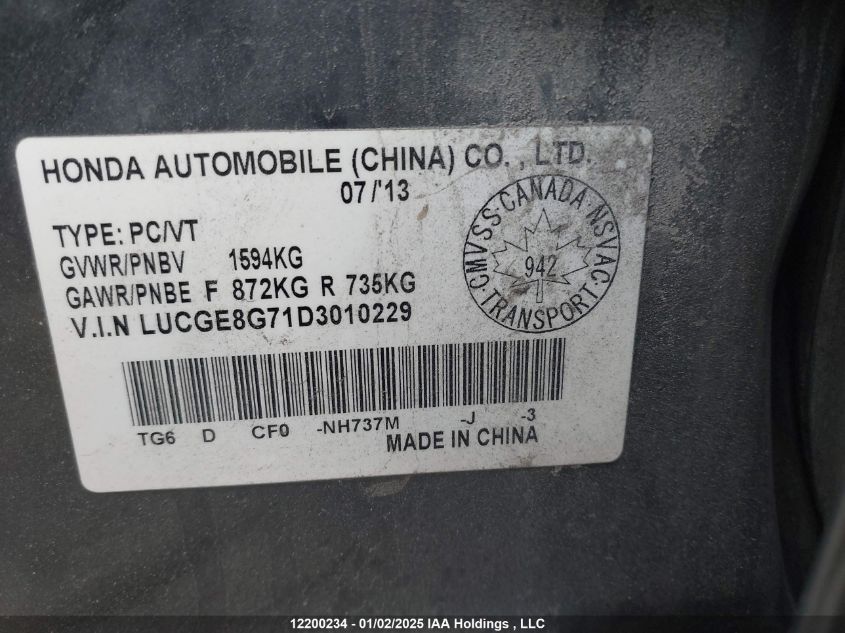 HONDA AUTOMOBILE (CHINA) CO. , LTD.
07/'13
TYPE: PC/VT
GVWR/PNBV 1594KG
GAWR/PNBE F 872KG R 735KG
V.I.N LUCGE8G71D3010229
CMVSS·CANADA·NSVAC·TRANSPORT·
942
TG6 D CF0 -NH737M -J -3
MADE IN CHINA
12200234 - 01/02/2025 IAA Holdings , LLC